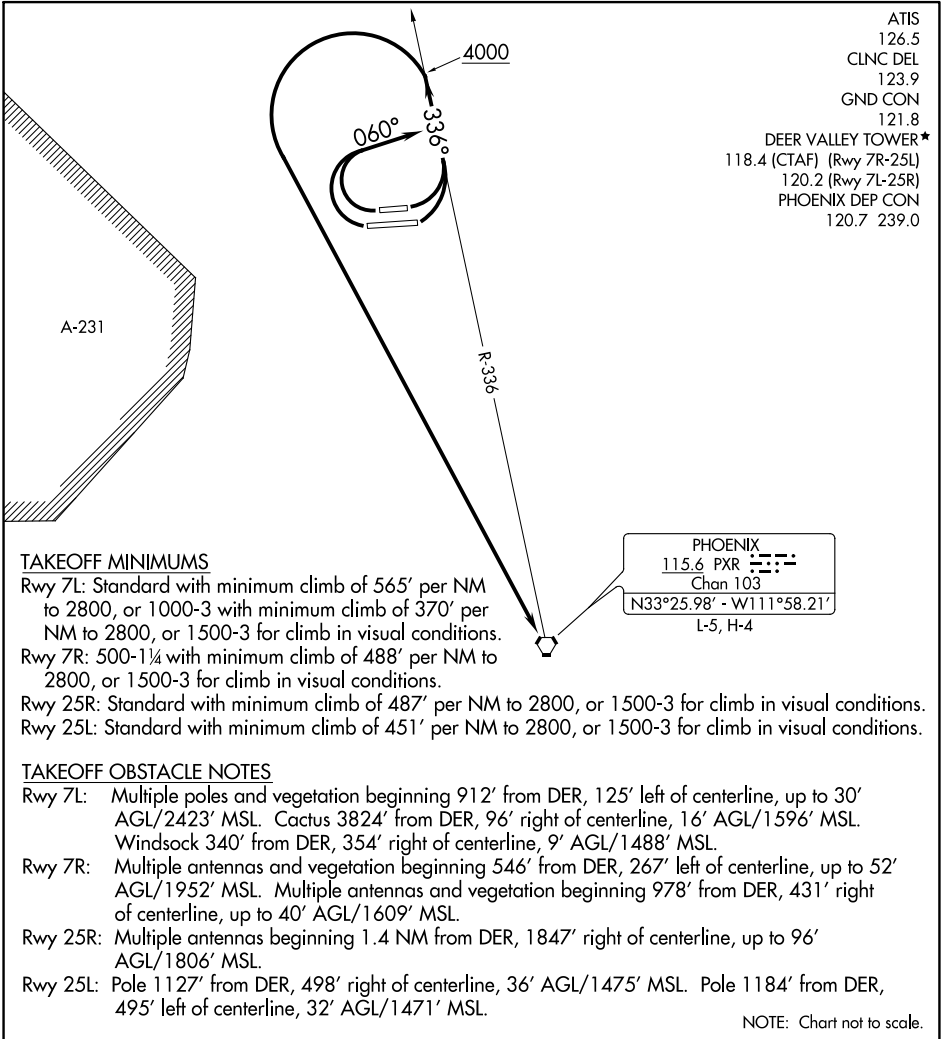 ATIS
126.5
CLNC DEL
123.9
GND CON
121.8
DEER VALLEY TOWER★
118.4 (CTAF) (Rwy 7R-25L)
120.2 (Rwy 7L-25R)
PHOENIX DEP CON
120.7 239.0
4000
336°
060°
A-231
R-336
PHOENIX
115.6 PXR
Chan 103
N33°25.98' - W111°58.21'
L-5, H-4
TAKEOFF MINIMUMS
Rwy 7L: Standard with minimum climb of 565' per NM
to 2800, or 1000-3 with minimum climb of 370' per
NM to 2800, or 1500-3 for climb in visual conditions.
Rwy 7R: 500-1¼ with minimum climb of 488' per NM to
2800, or 1500-3 for climb in visual conditions.
Rwy 25R: Standard with minimum climb of 487' per NM to 2800, or 1500-3 for climb in visual conditions.
Rwy 25L: Standard with minimum climb of 451' per NM to 2800, or 1500-3 for climb in visual conditions.
TAKEOFF OBSTACLE NOTES
Rwy 7L: Multiple poles and vegetation beginning 912' from DER, 125' left of centerline, up to 30'
AGL/2423' MSL. Cactus 3824' from DER, 96' right of centerline, 16' AGL/1596' MSL.
Windsock 340' from DER, 354' right of centerline, 9' AGL/1488' MSL.
Rwy 7R: Multiple antennas and vegetation beginning 546' from DER, 267' left of centerline, up to 52'
AGL/1952' MSL. Multiple antennas and vegetation beginning 978' from DER, 431' right
of centerline, up to 40' AGL/1609' MSL.
Rwy 25R: Multiple antennas beginning 1.4 NM from DER, 1847' right of centerline, up to 96'
AGL/1806' MSL.
Rwy 25L: Pole 1127' from DER, 498' right of centerline, 36' AGL/1475' MSL. Pole 1184' from DER,
495' left of centerline, 32' AGL/1471' MSL.
NOTE: Chart not to scale.